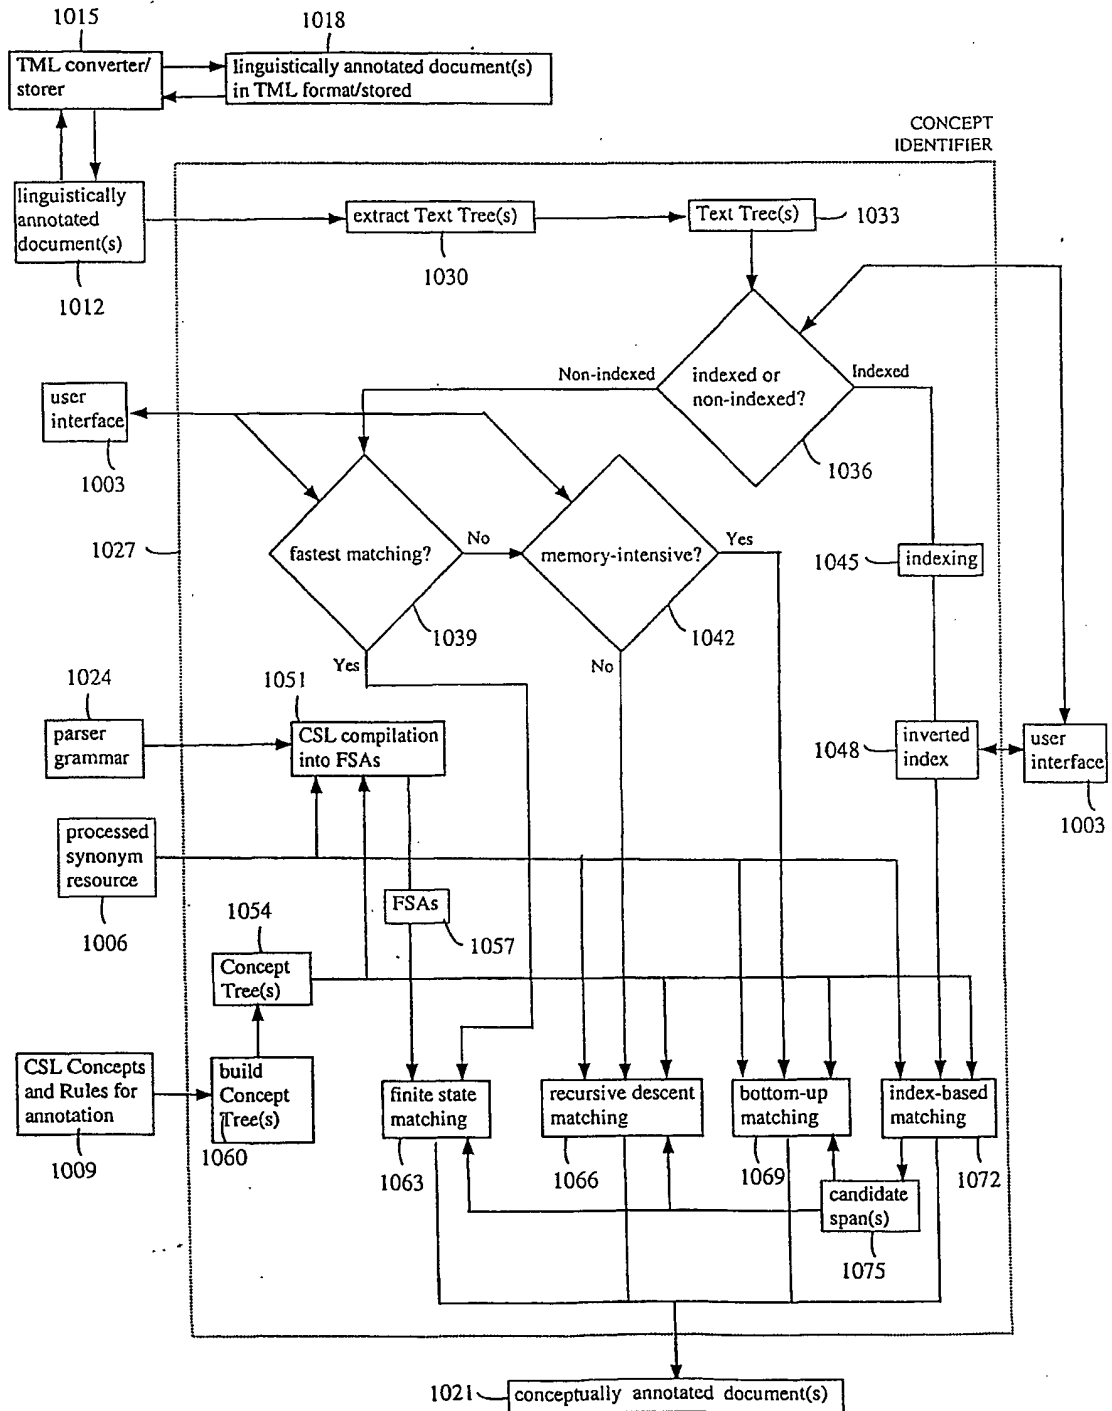 1015
1018
TML converter/
storer
linguistically annotated document(s)
in TML format/stored
CONCEPT
IDENTIFIER
linguistically
annotated
document(s)
extract Text Tree(s)
Text Tree(s)
1033
1030
1012
Non-indexed
indexed or
non-indexed?
Indexed
user
interface
1003
1036
1027
fastest matching?
No
memory-intensive?
Yes
1045
indexing
1039
1042
Yes
No
1024
1051
parser
grammar
CSL compilation
into FSAs
1048
inverted
index
user
interface
1003
processed
synonym
resource
1006
FSAs
1057
1054
Concept
Tree(s)
CSL Concepts
and Rules for
annotation
build
Concept
Tree(s)
finite state
matching
recursive descent
matching
bottom-up
matching
index-based
matching
1009
1060
1063
1066
1069
1072
candidate
span(s)
1075
1021
conceptually annotated document(s)